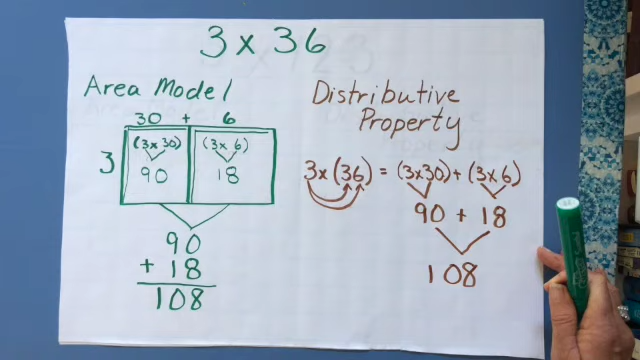 3 x 36
Area Model
30 + 6
3
(3x30)
(3x6)
90
18
90
+ 18
108
Distributive
Property
3x(36) = (3x30)+(3x6)
90 + 18
108